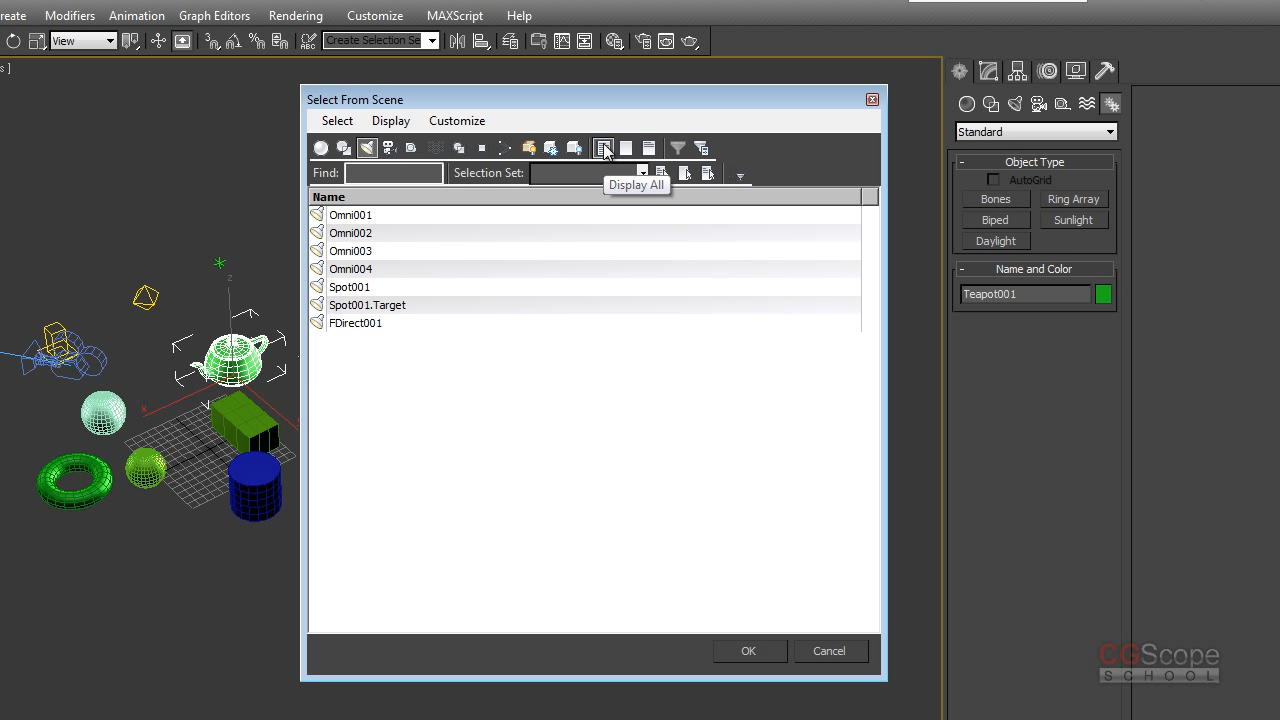 reate Modifiers Animation Graph Editors Rendering Customize MAXScript Help
View Create Selection Se
s ]
Select From Scene
Select Display Customize
Find: Selection Set:
Display All
Name
Omni001
Omni002
Omni003
Omni004
Spot001
Spot001.Target
FDirect001
OK Cancel
z
x
Standard
- Object Type
AutoGrid
Bones Ring Array
Biped Sunlight
Daylight
- Name and Color
Teapot001
CGScope
SCHOOL